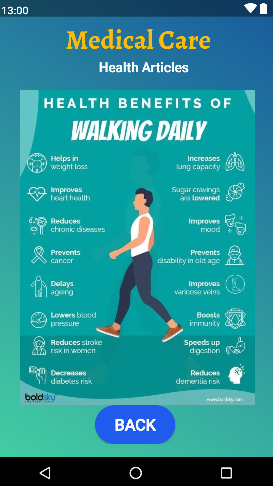 13:00
Medical Care
Health Articles
HEALTH BENEFITS OF
WALKING DAILY
Helps in
weight loss
Increases
lung capacity
Improves
heart health
Sugar cravings
are lowered
Reduces
chronic diseases
Improves
mood
Prevents
cancer
Prevents
disability in old age
Delays
ageing
Improves
varicose veins
Lowers blood
pressure
Boosts
immunity
Reduces stroke
risk in women
Speeds up
digestion
Decreases
diabetes risk
Reduces
dementia risk
boldsky
www.boldsky.com
BACK